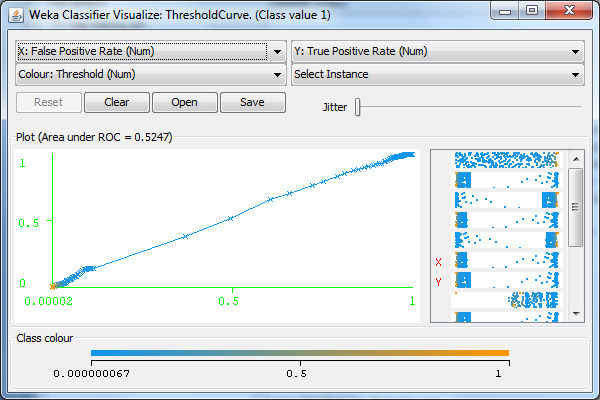 Weka Classifier Visualize: ThresholdCurve. (Class value 1)
X: False Positive Rate (Num) Y: True Positive Rate (Num)
Colour: Threshold (Num) Select Instance
Reset Clear Open Save Jitter
Plot (Area under ROC = 0.5247)
1
0.5
0
0.00002 0.5 1
X
Y
Class colour
0.000000067 0.5 1